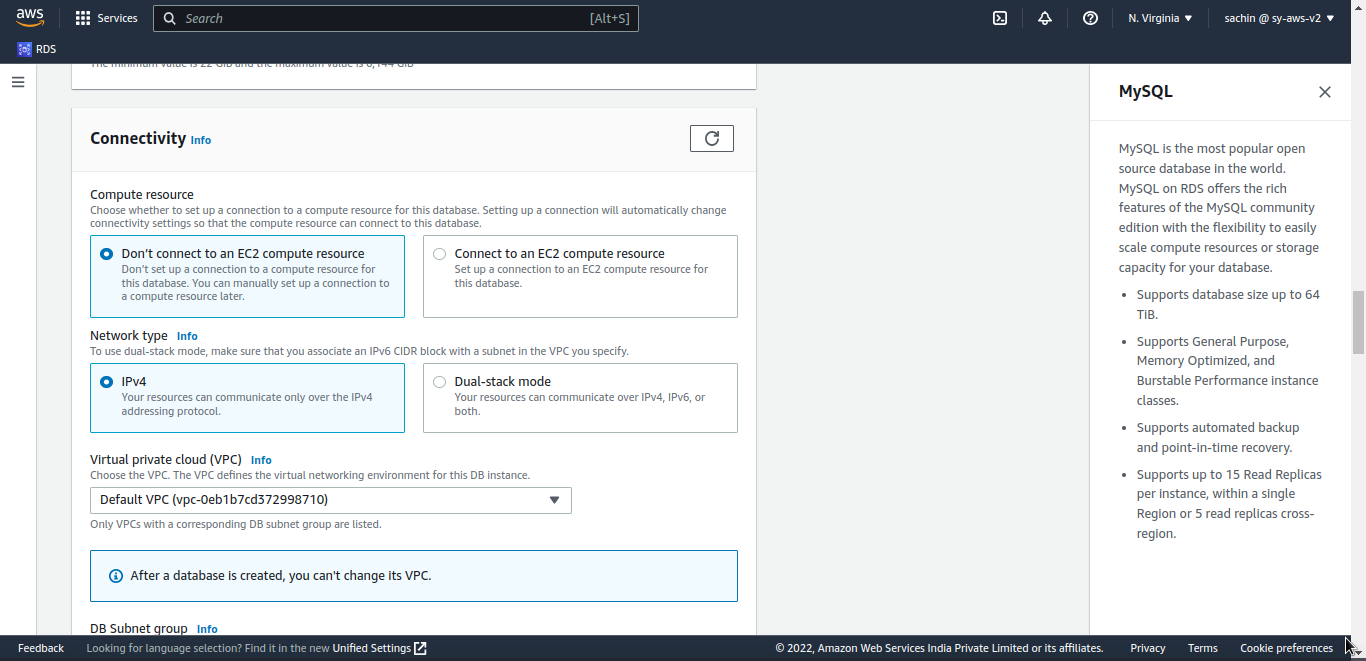 aws
Services
Search
[Alt+S]
N. Virginia
sachin @ sy-aws-v2
RDS
The minimum value is 22 GiB and the maximum value is 6,144 GiB
Connectivity Info
Compute resource
Choose whether to set up a connection to a compute resource for this database. Setting up a connection will automatically change
connectivity settings so that the compute resource can connect to this database.
Don't connect to an EC2 compute resource
Don't set up a connection to a compute resource for
this database. You can manually set up a connection to
a compute resource later.
Connect to an EC2 compute resource
Set up a connection to an EC2 compute resource for
this database.
Network type Info
To use dual-stack mode, make sure that you associate an IPv6 CIDR block with a subnet in the VPC you specify.
IPv4
Your resources can communicate only over the IPv4
addressing protocol.
Dual-stack mode
Your resources can communicate over IPv4, IPv6, or
both.
Virtual private cloud (VPC) Info
Choose the VPC. The VPC defines the virtual networking environment for this DB instance.
Default VPC (vpc-0eb1b7cd372998710)
Only VPCs with a corresponding DB subnet group are listed.
After a database is created, you can't change its VPC.
DB Subnet group Info
MySQL
MySQL is the most popular open
source database in the world.
MySQL on RDS offers the rich
features of the MySQL community
edition with the flexibility to easily
scale compute resources or storage
capacity for your database.
• Supports database size up to 64
TiB.
• Supports General Purpose,
Memory Optimized, and
Burstable Performance instance
classes.
• Supports automated backup
and point-in-time recovery.
• Supports up to 15 Read Replicas
per instance, within a single
Region or 5 read replicas cross-
region.
Feedback
Looking for language selection? Find it in the new Unified Settings
© 2022, Amazon Web Services India Private Limited or its affiliates.
Privacy
Terms
Cookie preferences